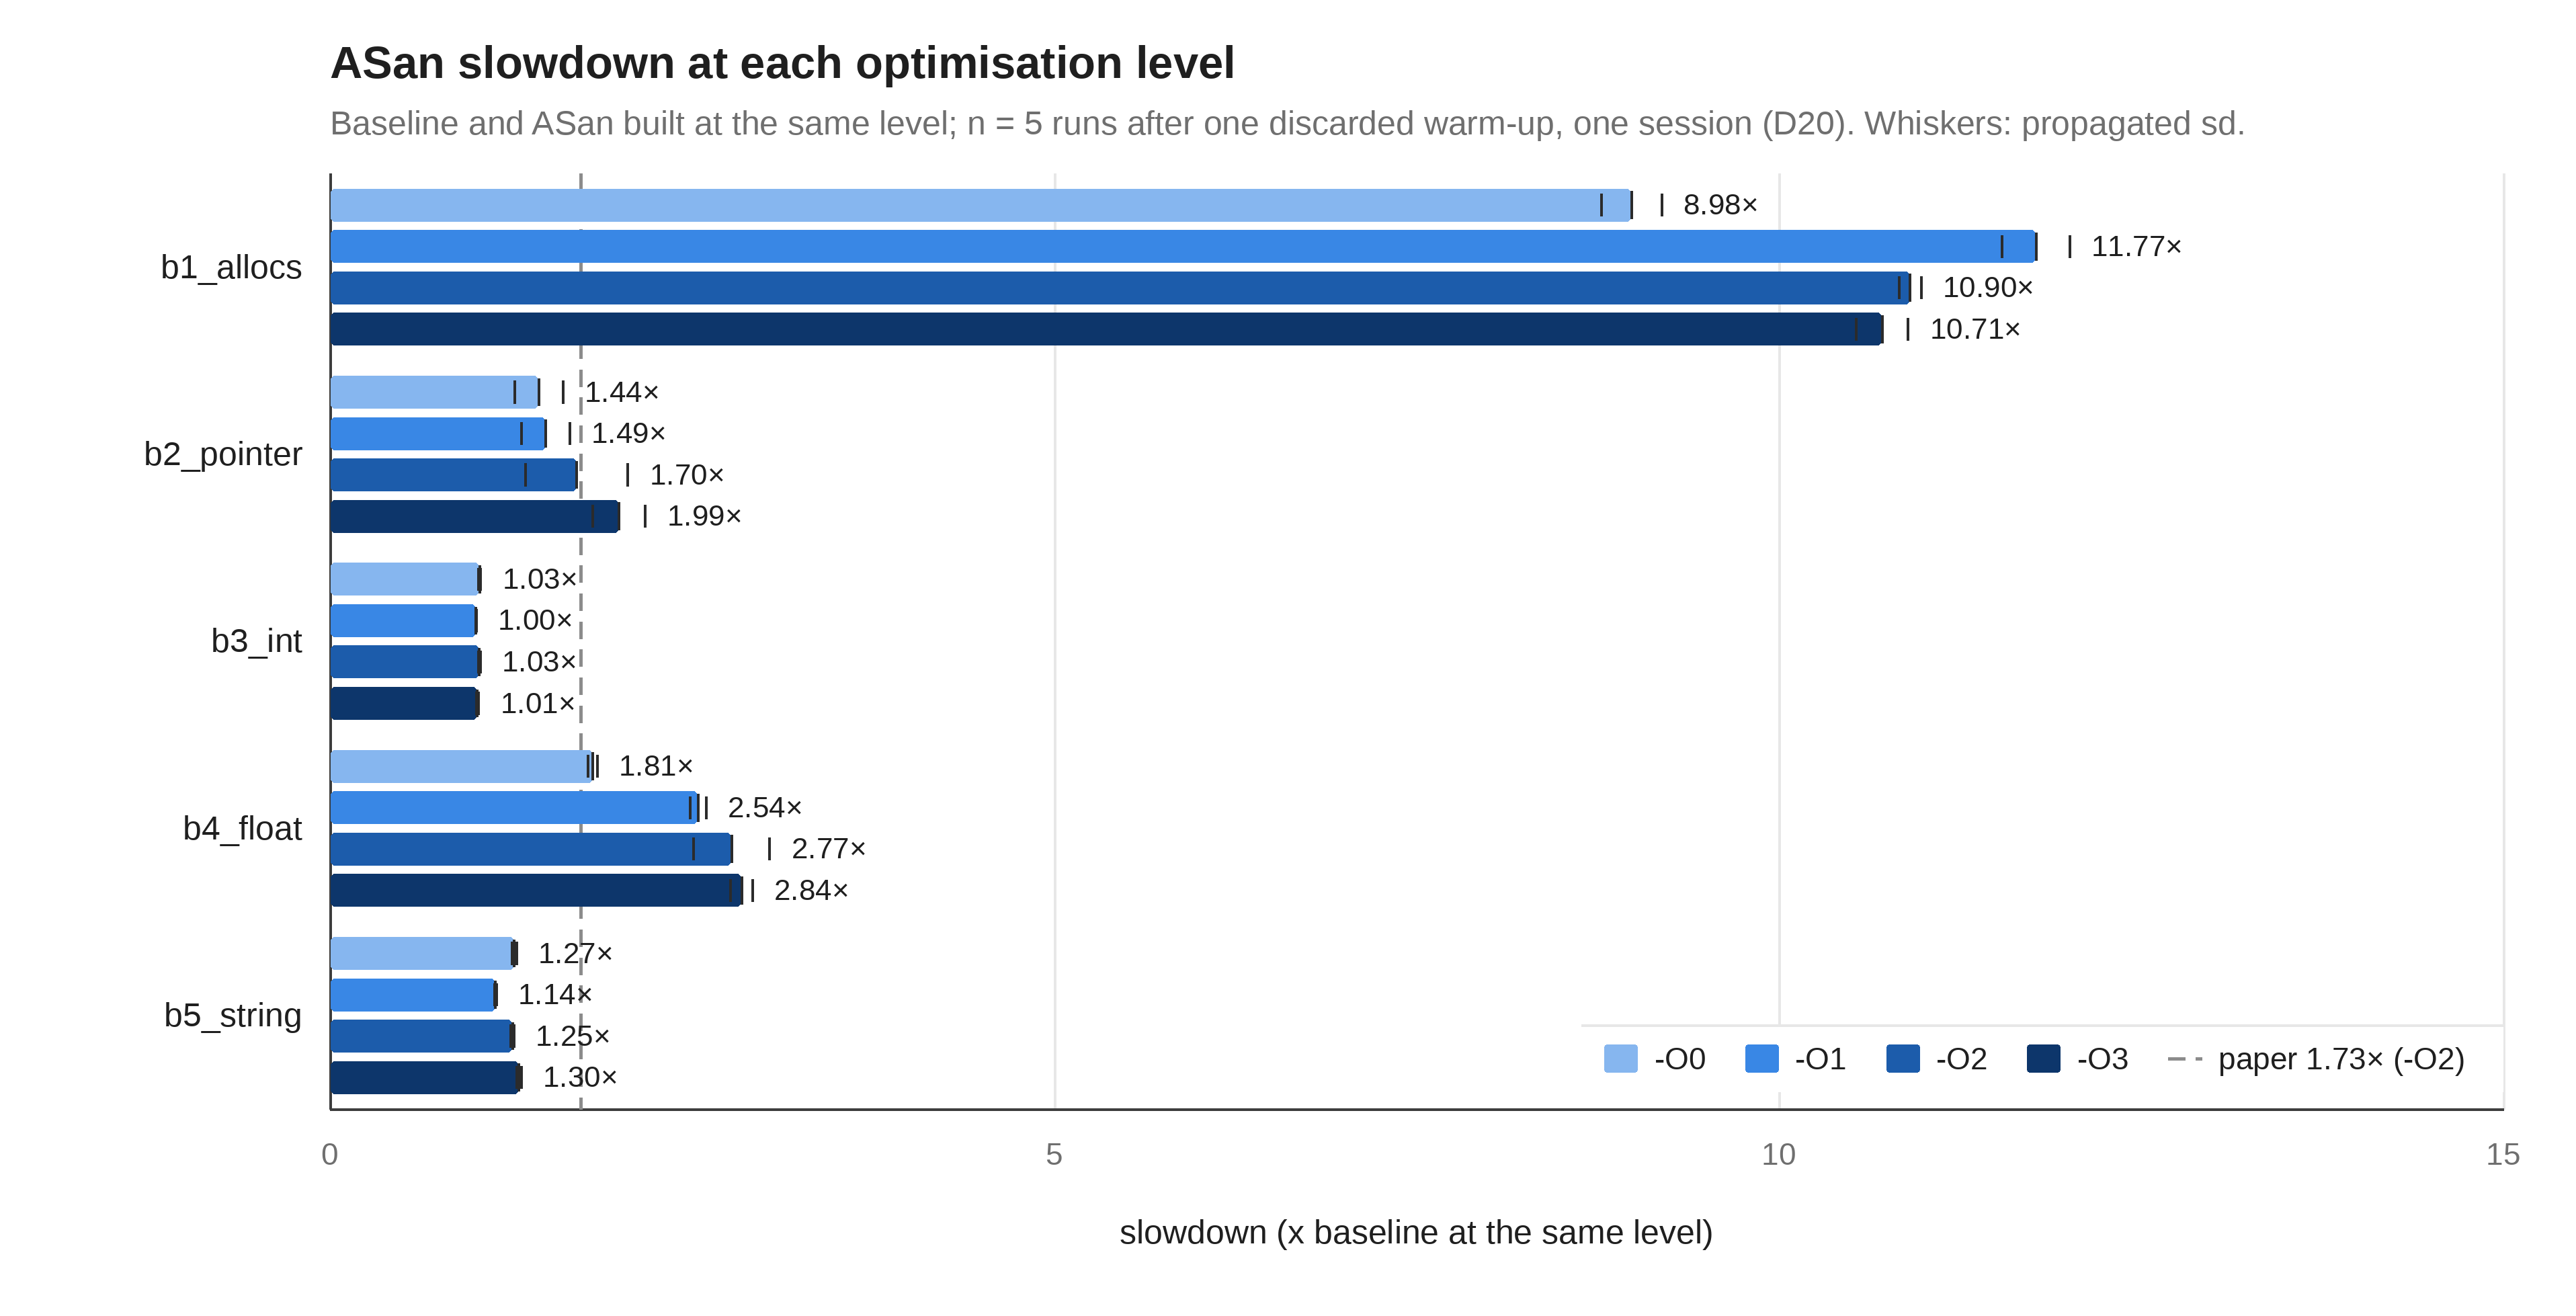 ASan slowdown at each optimisation level
Baseline and ASan built at the same level; n = 5 runs after one discarded warm-up, one session (D20). Whiskers: propagated sd.
8.98×
11.77×
b1_allocs
10.90×
10.71×
1.44×
1.49×
b2_pointer
1.70×
1.99×
1.03×
1.00×
b3_int
1.03×
1.01×
1.81×
2.54×
b4_float
2.77×
2.84×
1.27×
1.14×
b5_string
1.25×
1.30×
-O0 -O1 -O2 -O3 paper 1.73× (-O2)
0 5 10 15
slowdown (x baseline at the same level)